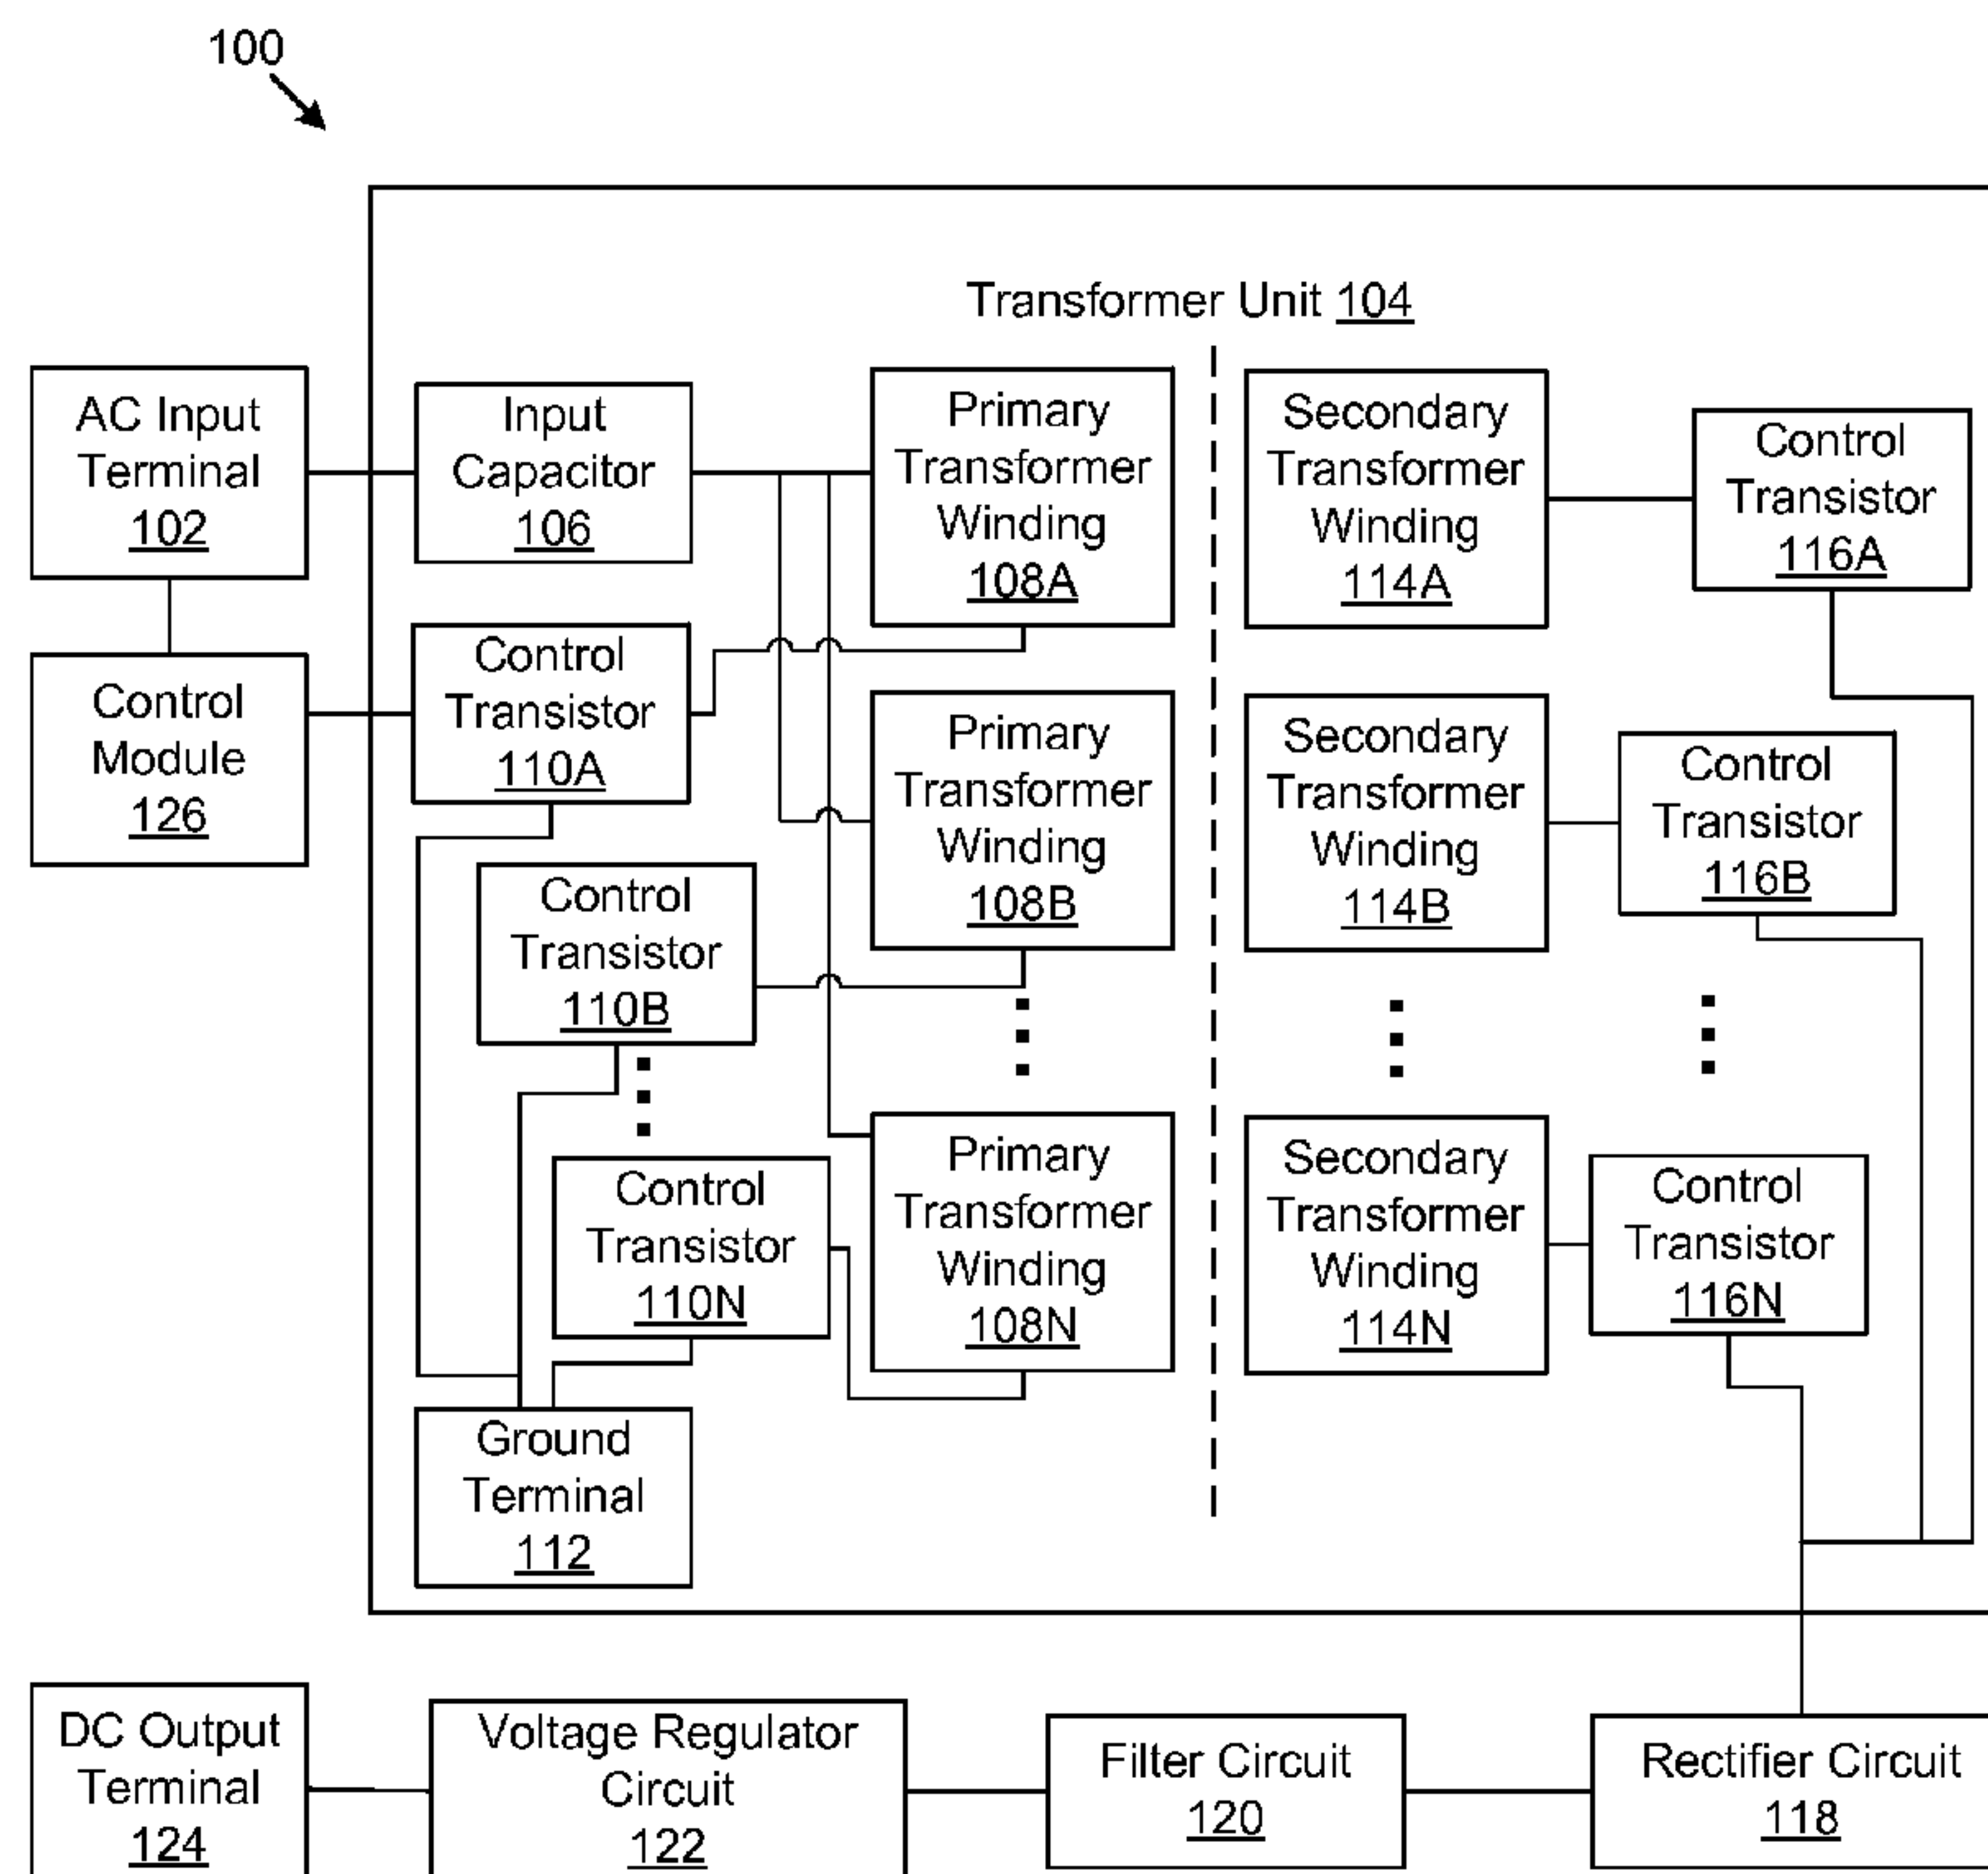 100
Transformer Unit 104
AC Input
Terminal
102
Input
Capacitor
106
Primary
Transformer
Winding
108A
Secondary
Transformer
Winding
114A
Control
Transistor
116A
Control
Module
126
Control
Transistor
110A
Primary
Transformer
Winding
108B
Secondary
Transformer
Winding
114B
Control
Transistor
116B
Control
Transistor
110B
Control
Transistor
110N
Primary
Transformer
Winding
108N
Secondary
Transformer
Winding
114N
Control
Transistor
116N
Ground
Terminal
112
DC Output
Terminal
124
Voltage Regulator
Circuit
122
Filter Circuit
120
Rectifier Circuit
118